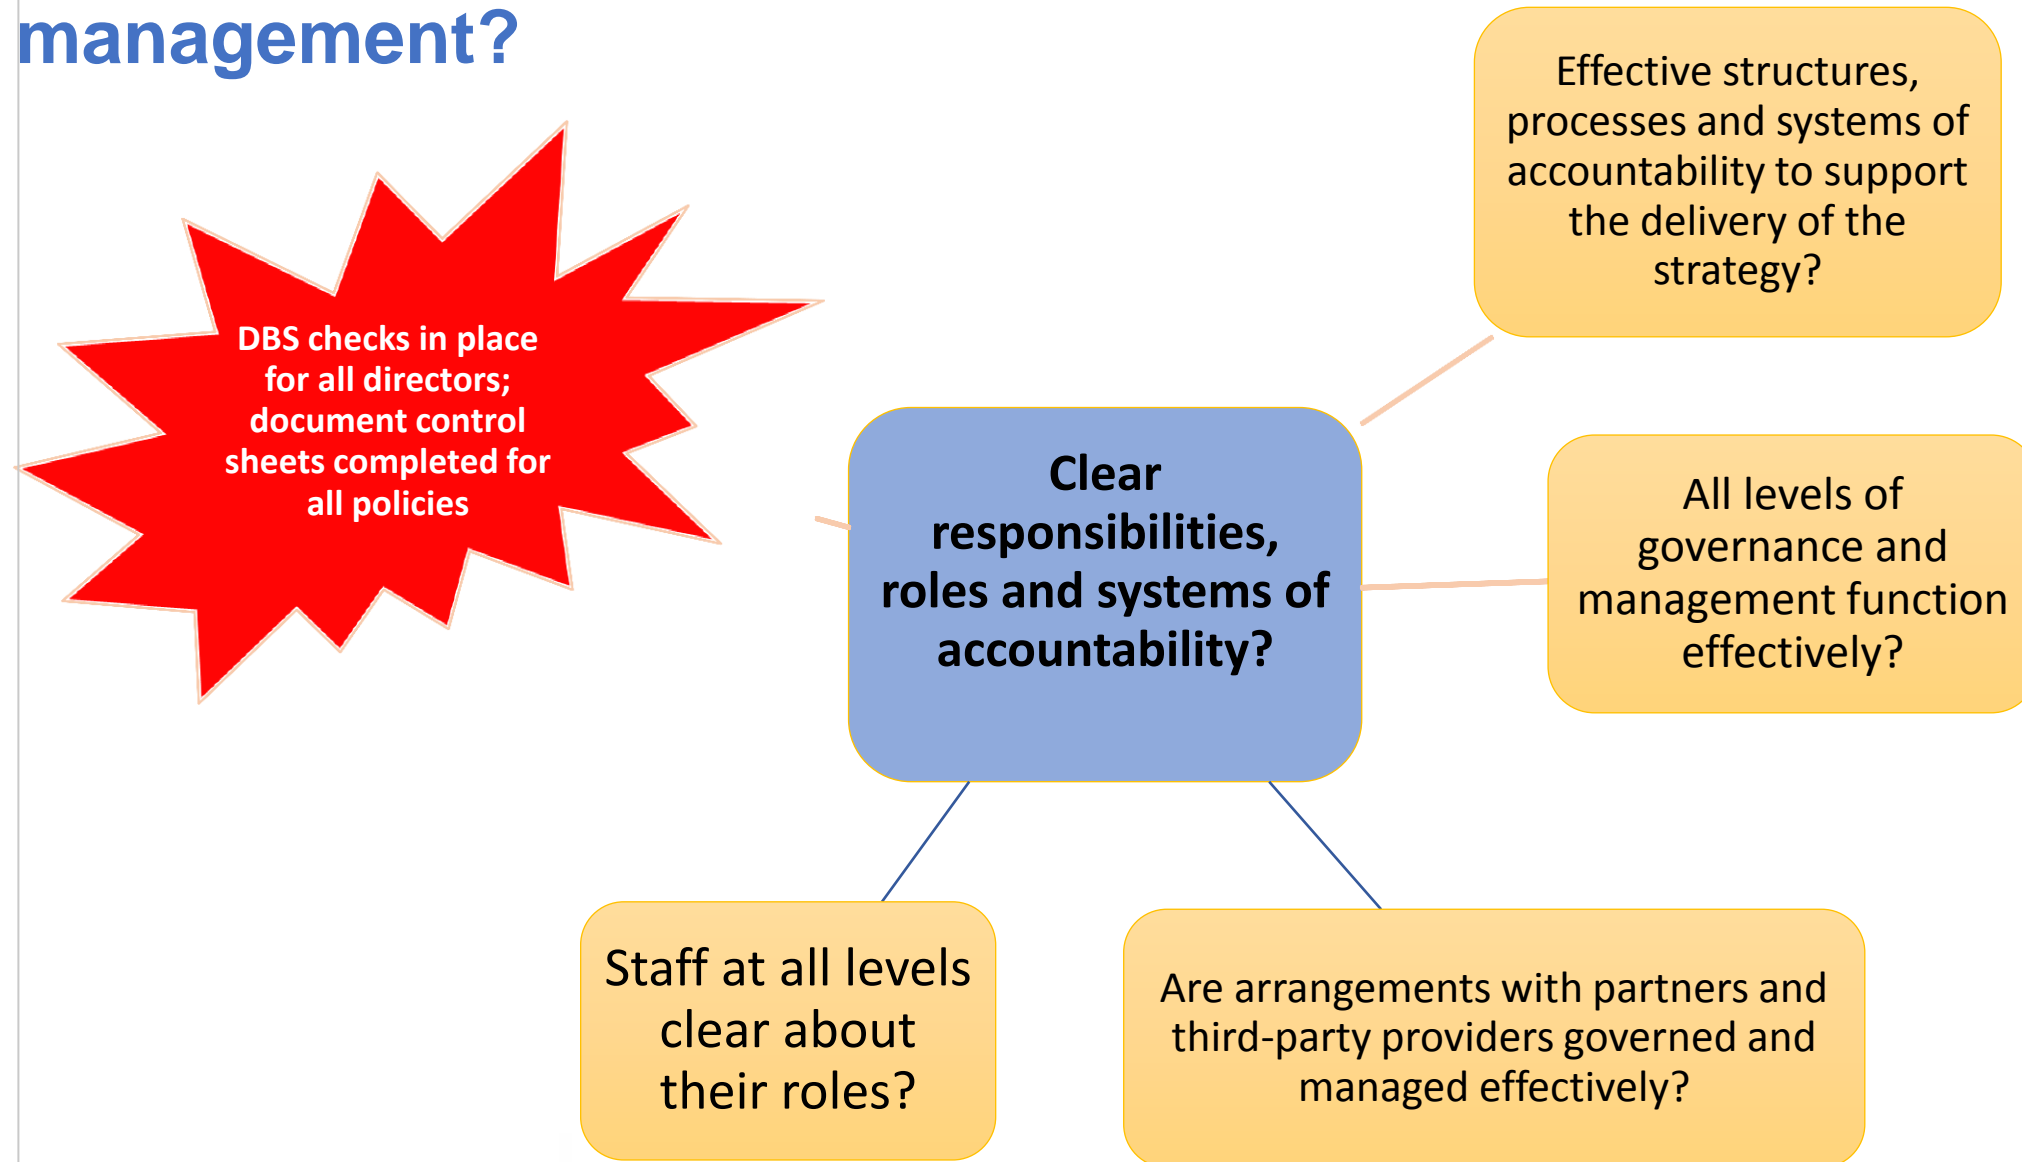 management?
Effective structures,
processes and systems of
accountability to support
the delivery of the
strategy?
DBS checks in place
for all directors;
document control
sheets completed for
all policies
Clear
responsibilities,
roles and systems of
accountability?
All levels of
governance and
management function
effectively?
Staff at all levels
clear about
their roles?
Are arrangements with partners and
third-party providers governed and
managed effectively?